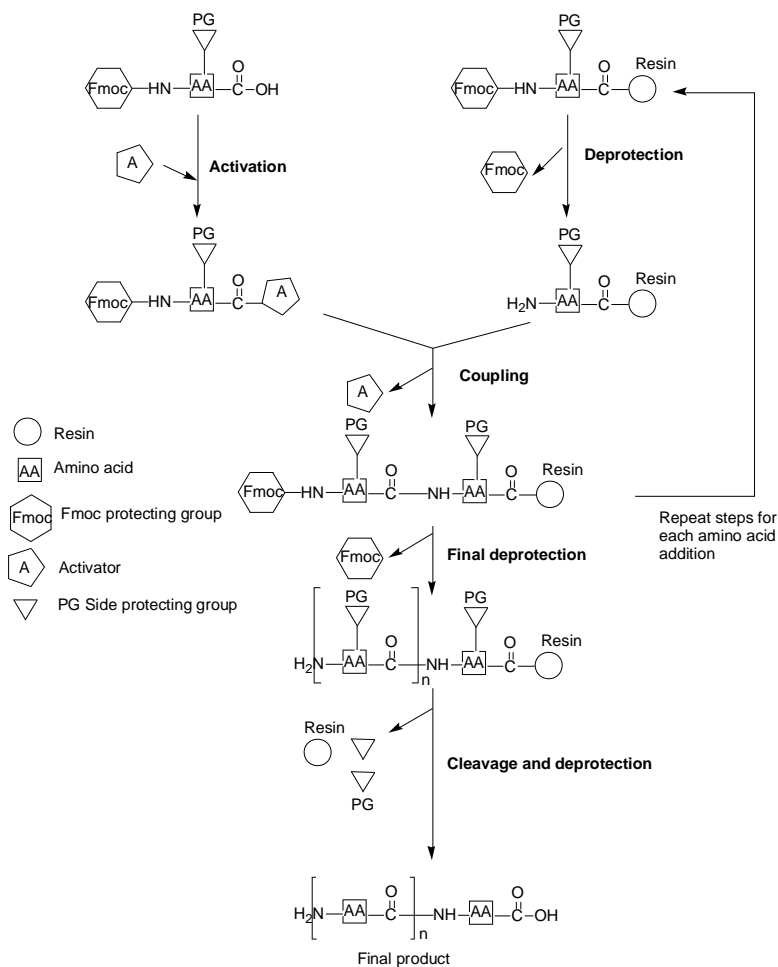 PG
Fmoc HN AA C O OH
Activation
A
PG
Fmoc HN AA C O A
PG
Fmoc HN AA C O Resin
Deprotection
Fmoc
PG
H2N AA C O Resin
Coupling
A
PG PG
Fmoc HN AA C O NH AA C O Resin
Repeat steps for
each amino acid
addition
Resin
AA Amino acid
Fmoc Fmoc protecting group
A Activator
PG Side protecting group
Fmoc
Final deprotection
PG PG
H2N AA C O n NH AA C O Resin
Resin
PG
Cleavage and deprotection
H2N AA C O n NH AA C O OH
Final product